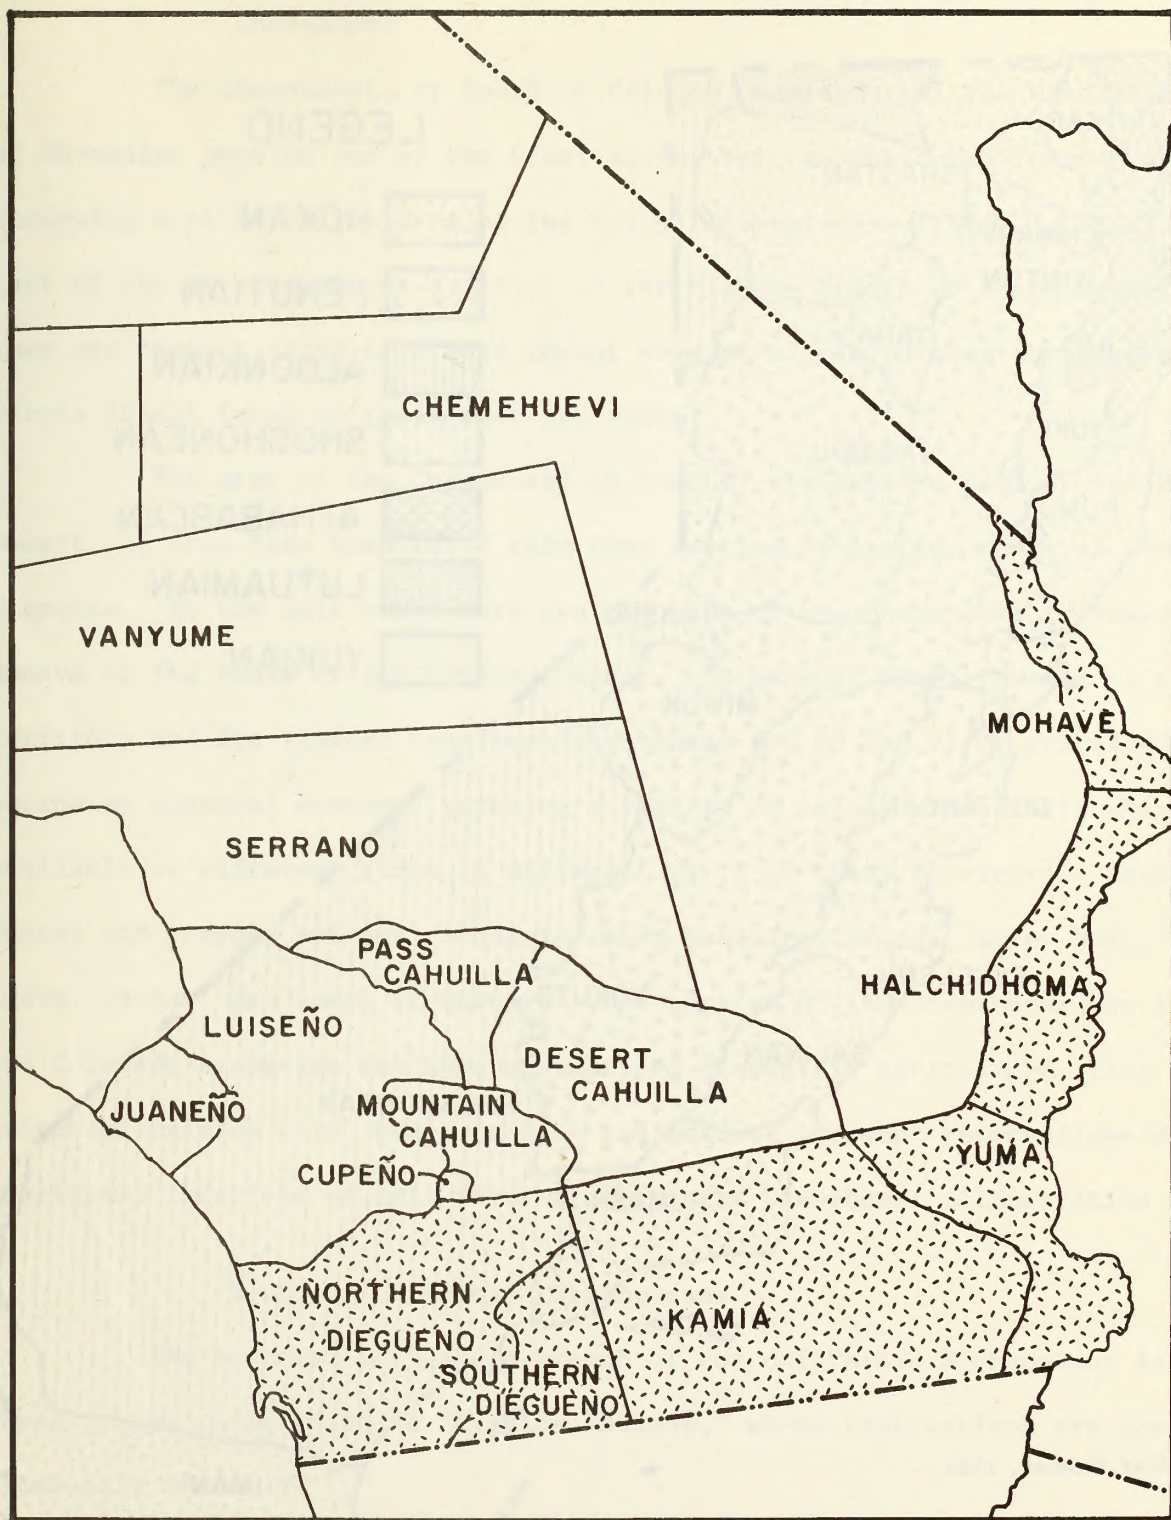 CHEMEHUEVI
VANYUME
MOHAVE
SERRANO
PASS
CAHUILLA
HALCHIDHOMA
LUISEÑO
DESERT
CAHUILLA
JUANEÑO
MOUNTAIN
CAHUILLA
YUMA
CUPEÑO
NORTHERN
DIEGUENO
KAMIA
SOUTHERN
DIEGUENO